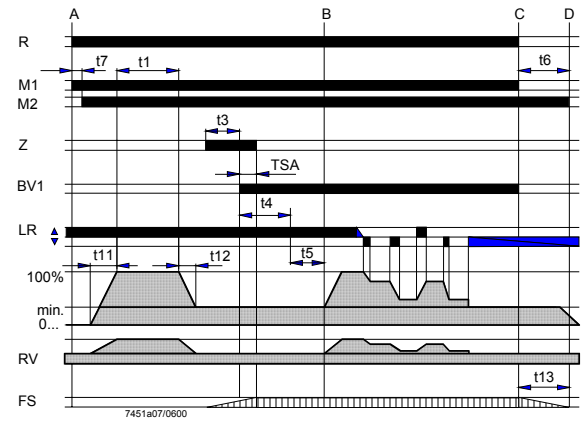 A B C D
R
t7 t1 t6
M1
M2
t3
Z
TSA
BV1
t4
LR
t11 t12 t5
100%
min.
0...
RV
t13
FS
7451a07/0600